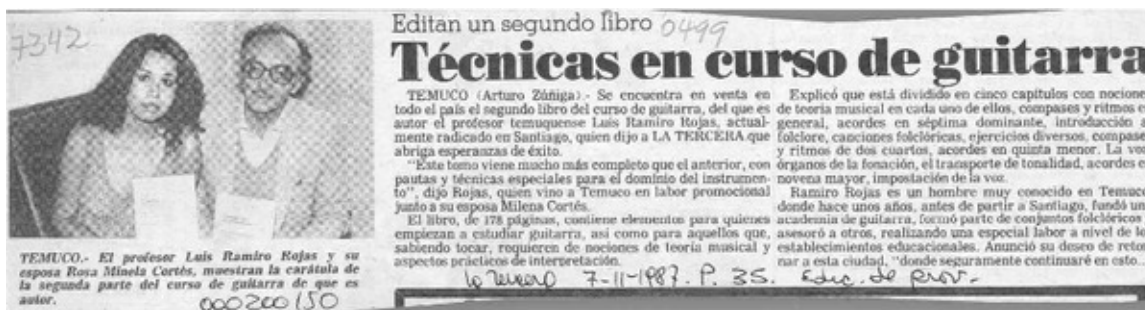 7342
Editan un segundo libro 0499
Técnicas en curso de guitarra
TEMUCO (Arturo Zúñiga).- Se encuentra en venta en
todo el país el segundo libro del curso de guitarra, del que es
autor el profesor temuquense Luis Ramiro Rojas, actual-
mente radicado en Santiago, quien dijo a LA TERCERA que
abriga esperanzas de éxito.
"Este tomo viene mucho más completo que el anterior, con
pautas y técnicas especiales para el dominio del instrumen-
to", dijo Rojas, quien vino a Temuco en labor promocional
junto a su esposa Milena Cortés.
El libro, de 178 páginas, contiene elementos para quienes
empiezan a estudiar guitarra, así como para aquellos que,
sabiendo tocar, requieren de nociones de teoría musical y
aspectos prácticos de interpretación.
Explicó que está dividido en cinco capítulos con nocione
de teoría musical en cada uno de ellos, compases y ritmos
general, acordes en séptima dominante, introducción a
folclore, canciones folclóricas, ejercicios diversos, compase
y ritmos de dos cuartos, acordes en quinta menor. La voz
órganos de la fonación, el transporte de tonalidad, acordes
novena mayor, impostación de la voz.
Ramiro Rojas es un hombre muy conocido en Temuco
donde hace unos años, antes de partir a Santiago, fundó un
academia de guitarra, formó parte de conjuntos folclóricos
asesoró a otros, realizando una especial labor a nivel de lo
establecimientos educacionales. Anunció su deseo de reto
nar a esta ciudad, "donde seguramente continuaré en esto..
TEMUCO.- El profesor Luis Ramiro Rojas y su
esposa Rosa Minela Cortés, muestran la carátula de
la segunda parte del curso de guitarra de que es
autor.
000200150
La Tercera 7-11-1987. P. 35. Edic. de prov.-